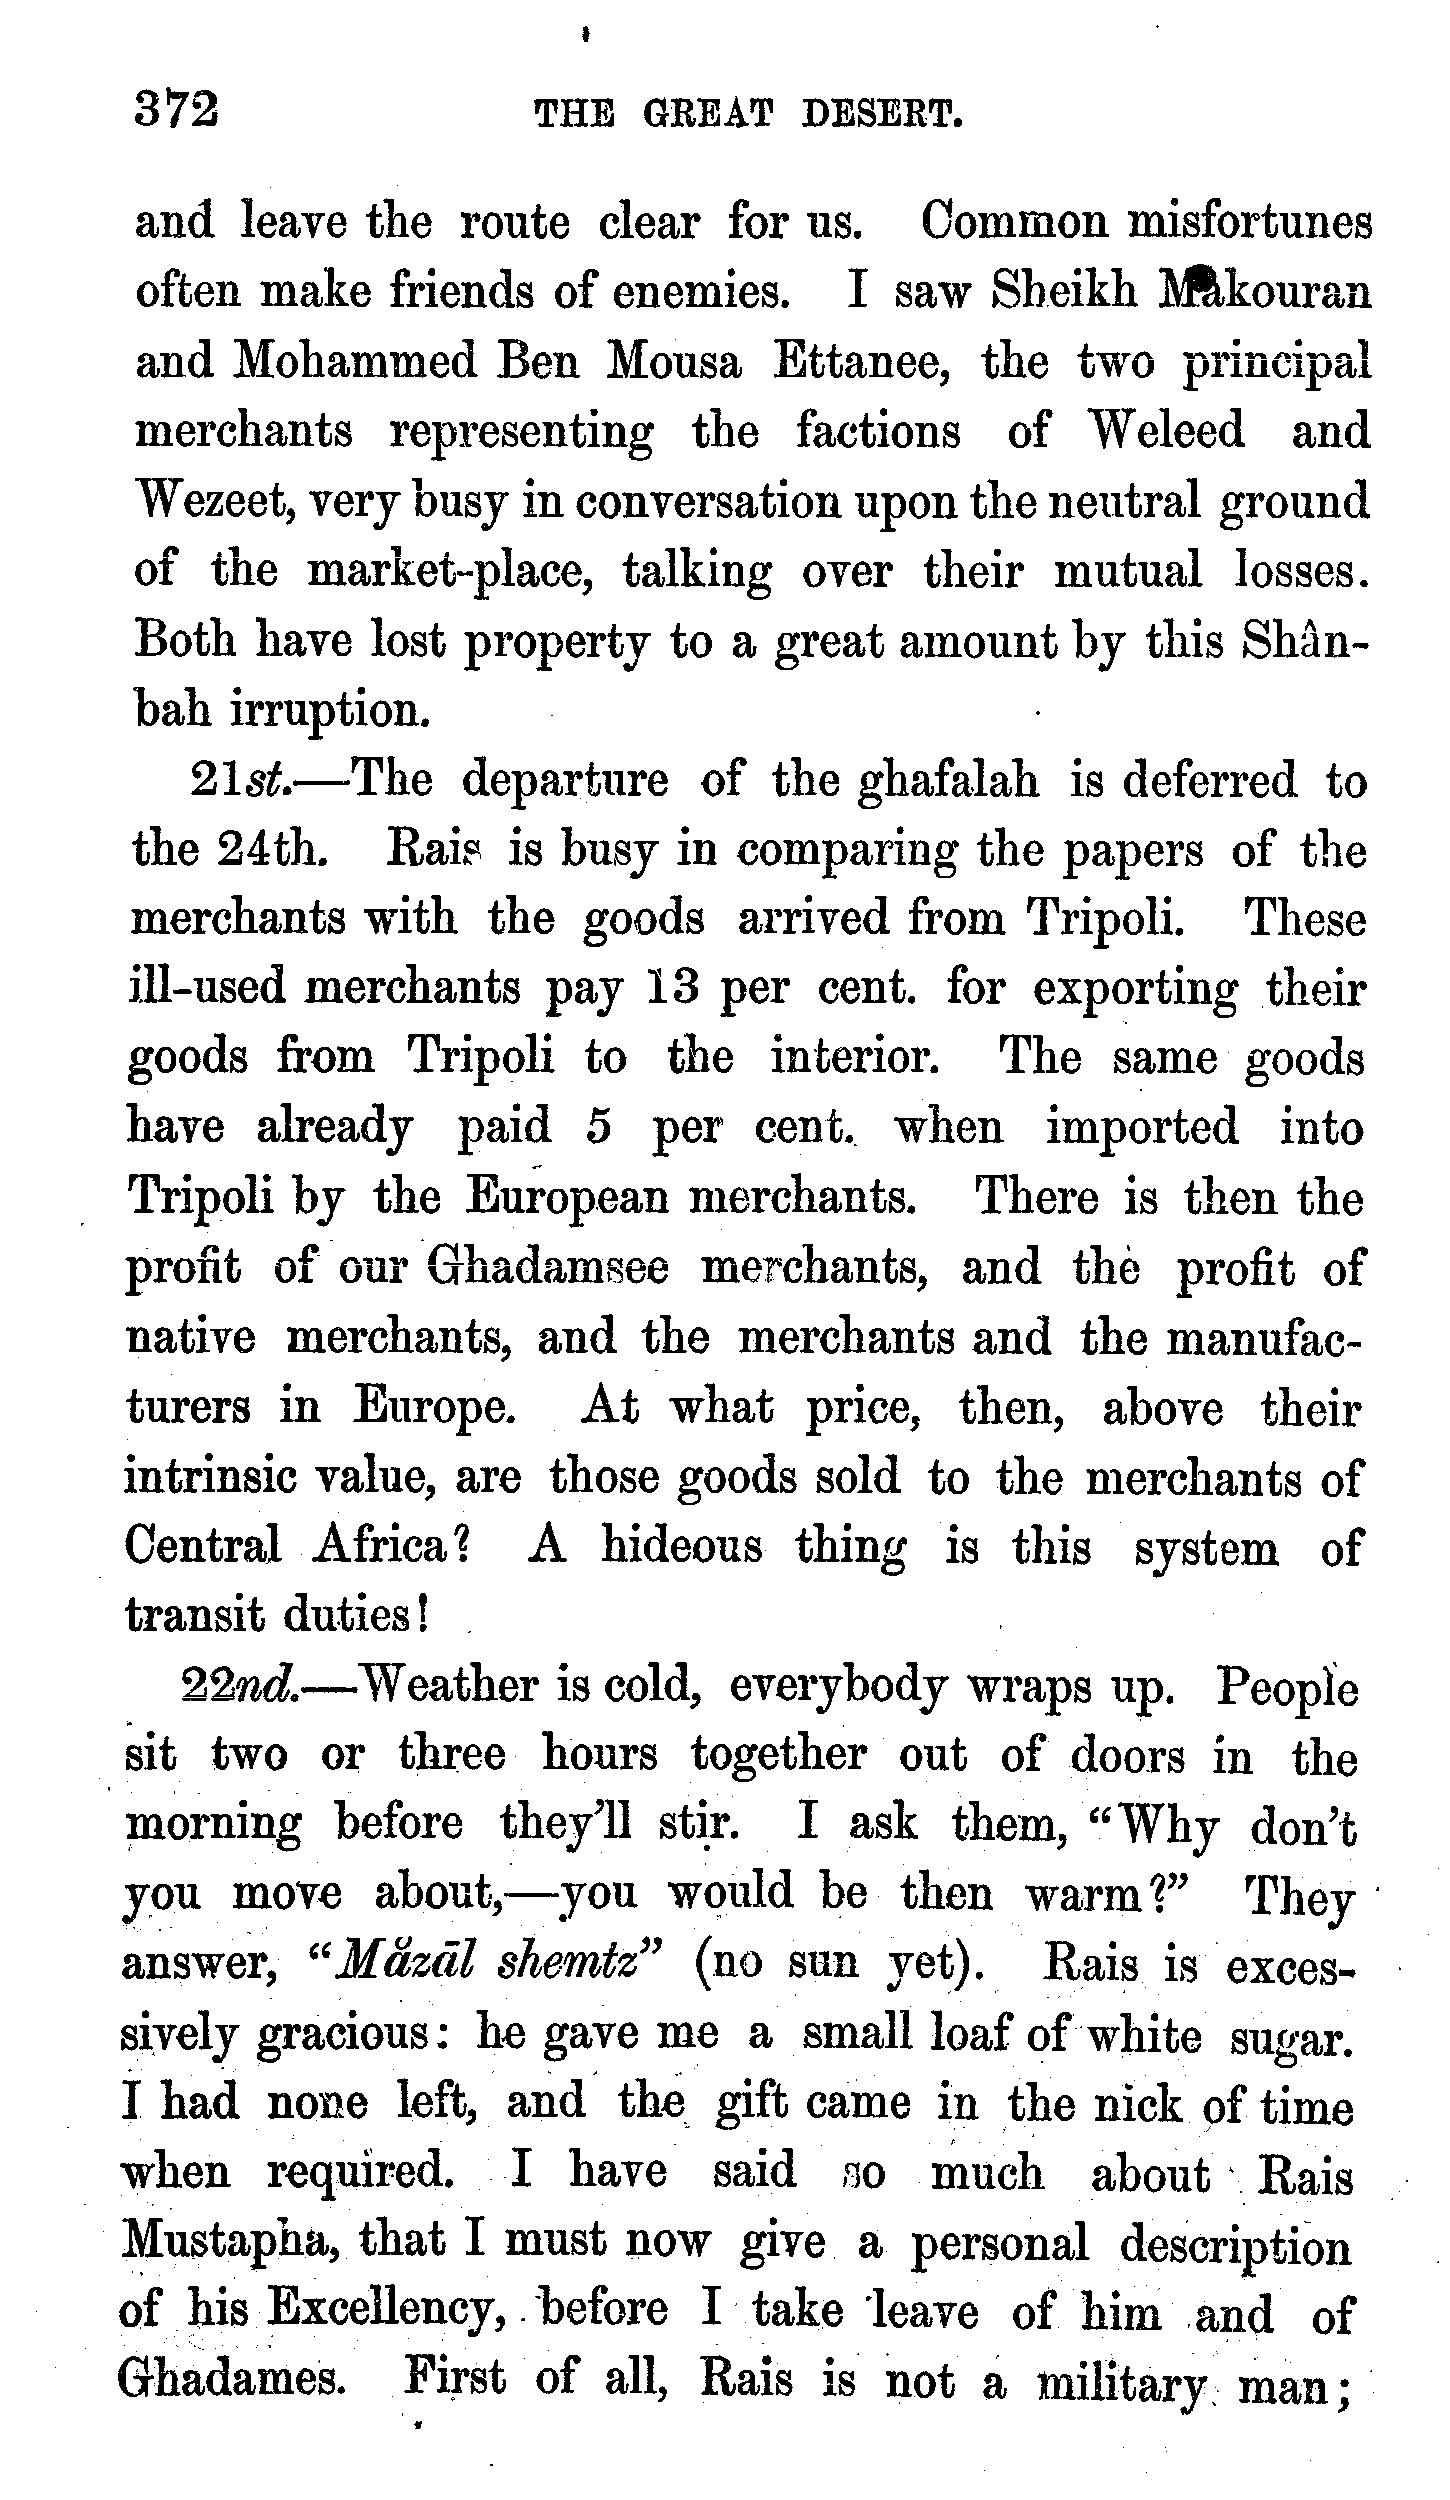 372 THE GREAT DESERT.
and leave the route clear for us. Common misfortunes
often make friends of enemies. I saw Sheikh Makouran
and Mohammed Ben Mousa Ettanee, the two principal
merchants representing the factions of Weleed and
Wezeet, very busy in conversation upon the neutral ground
of the market-place, talking over their mutual losses.
Both have lost property to a great amount by this Shân-
bah irruption.
21st.—The departure of the ghafalah is deferred to
the 24th. Rais is busy in comparing the papers of the
merchants with the goods arrived from Tripoli. These
ill-used merchants pay 13 per cent. for exporting their
goods from Tripoli to the interior. The same goods
have already paid 5 per cent. when imported into
Tripoli by the European merchants. There is then the
profit of our Ghadamsee merchants, and the profit of
native merchants, and the merchants and the manufac-
turers in Europe. At what price, then, above their
intrinsic value, are those goods sold to the merchants of
Central Africa? A hideous thing is this system of
transit duties!
22nd.—Weather is cold, everybody wraps up. People
sit two or three hours together out of doors in the
morning before they'll stir. I ask them, “Why don't
you move about,—you would be then warm?” They
answer, “Măzāl shemtz” (no sun yet). Rais is exces-
sively gracious: he gave me a small loaf of white sugar.
I had none left, and the gift came in the nick of time
when required. I have said so much about Rais
Mustapha, that I must now give a personal description
of his Excellency, before I take leave of him and of
Ghadames. First of all, Rais is not a military man;